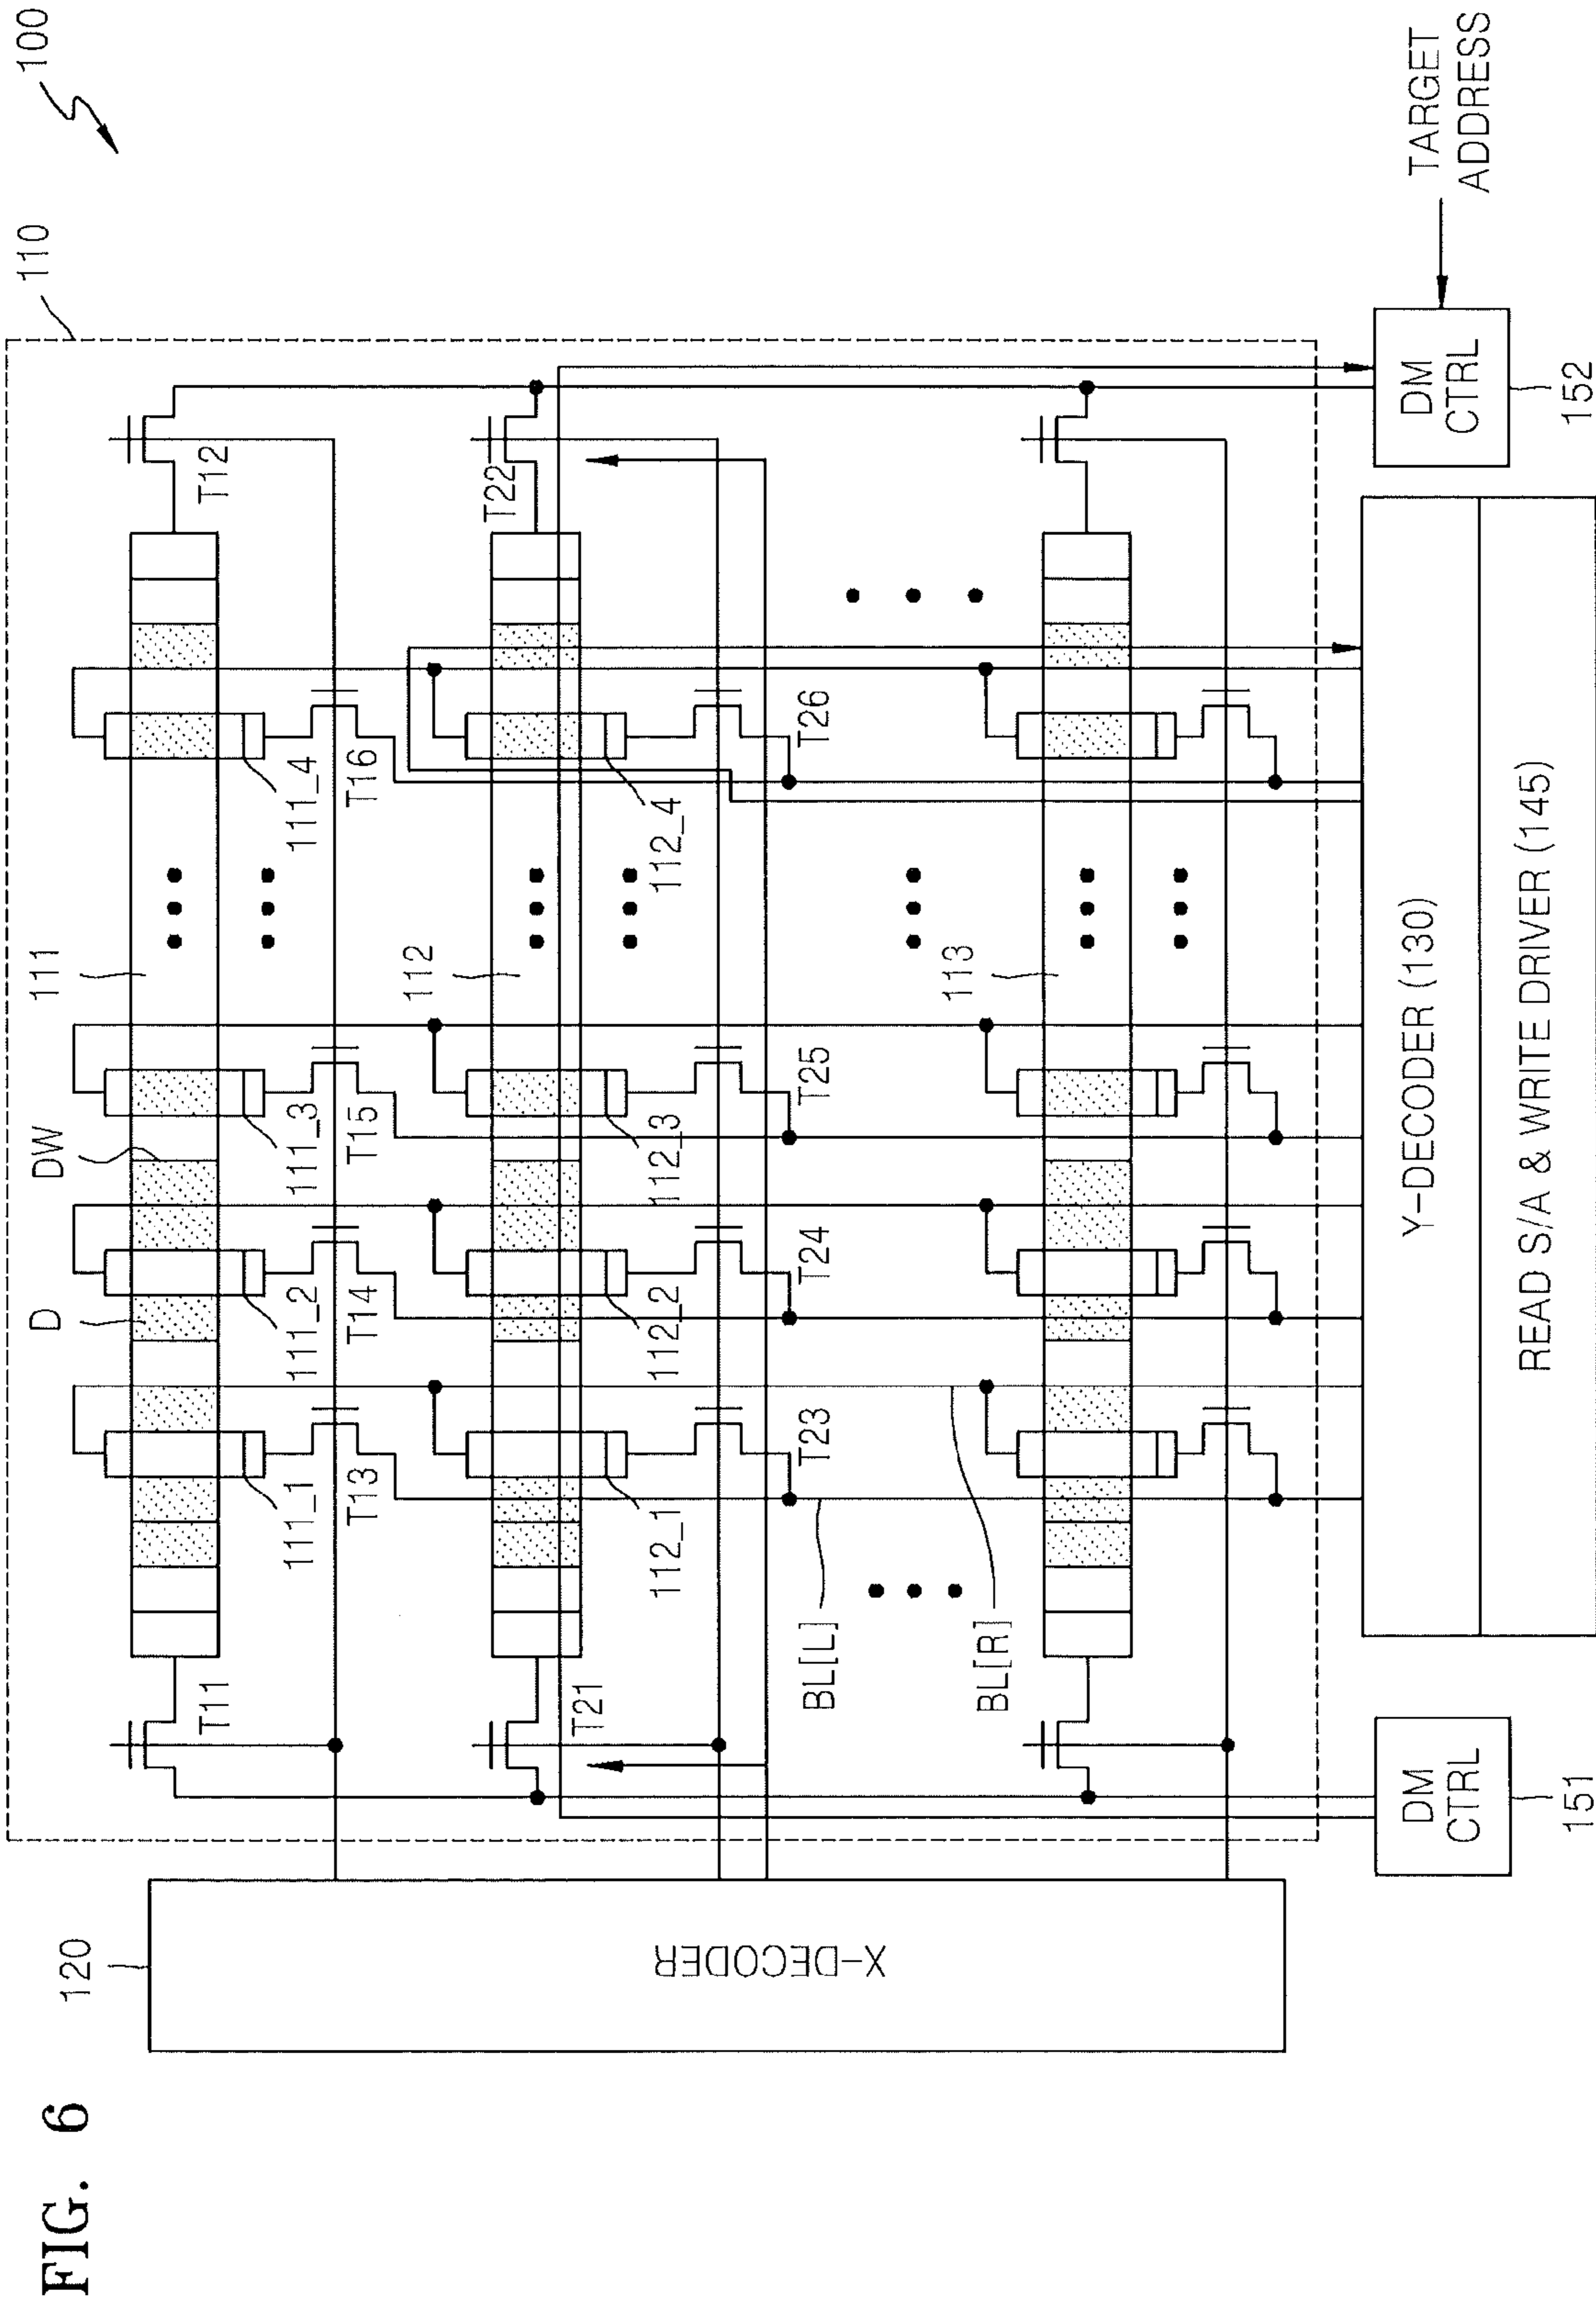 FIG. 6
100
110
120
X-DECODER
111
D
DW
T11
T12
111_1
111_2
111_3
111_4
T13
T14
T15
T16
112
T21
T22
112_1
112_2
112_3
112_4
T23
T24
T25
T26
BL[L]
BL[R]
113
DM
CTRL
151
Y-DECODER (130)
READ S/A & WRITE DRIVER (145)
DM
CTRL
152
TARGET
ADDRESS